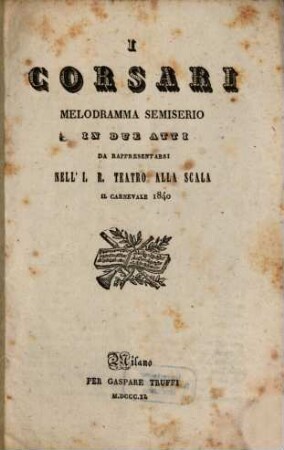 I
CORSARI
MELODRAMMA SEMISERIO
IN DUE ATTI
DA RAPPRESENTARSI
NELL' I. R. TEATRO ALLA SCALA
IL CARNEVALE 1840
Milano
PER GASPARE TRUFFI
M.DCCC.XL